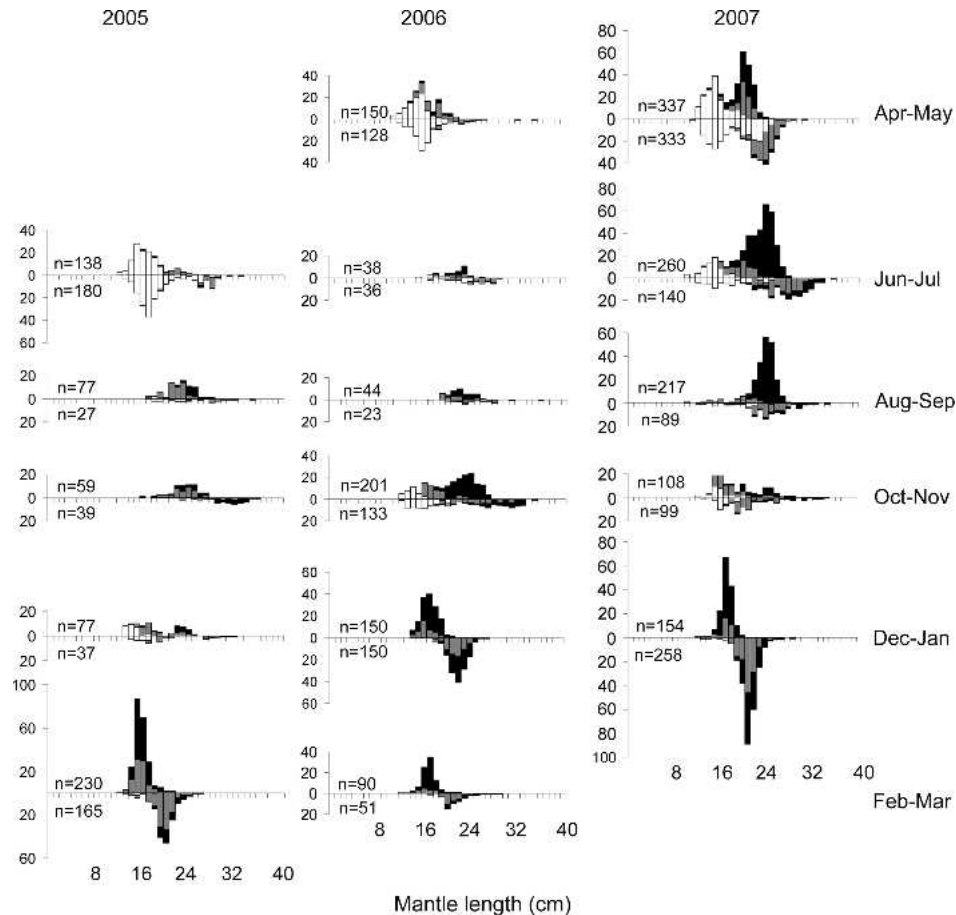 2005 2006 2007
40
20
0
20
40
n=150
n=128
80
60
40
20
0
20
40
n=337
n=333
Apr-May
40
20
0
20
40
60
n=138
n=180
20
0
20
n=38
n=36
80
60
40
20
0
20
n=260
n=140
Jun-Jul
20
0
20
n=77
n=27
20
0
20
n=44
n=23
60
40
20
0
20
n=217
n=89
Aug-Sep
20
0
20
n=59
n=39
40
20
0
20
n=201
n=133
20
0
20
n=108
n=99
Oct-Nov
20
0
20
n=77
n=37
60
40
20
0
20
40
60
n=150
n=150
80
60
40
20
0
20
40
60
80
100
n=154
n=258
Dec-Jan
8 16 24 32 40
100
60
20
0
20
60
n=230
n=165
8 16 24 32 40
40
20
0
20
40
n=90
n=51
8 16 24 32 40
Feb-Mar
Mantle length (cm)